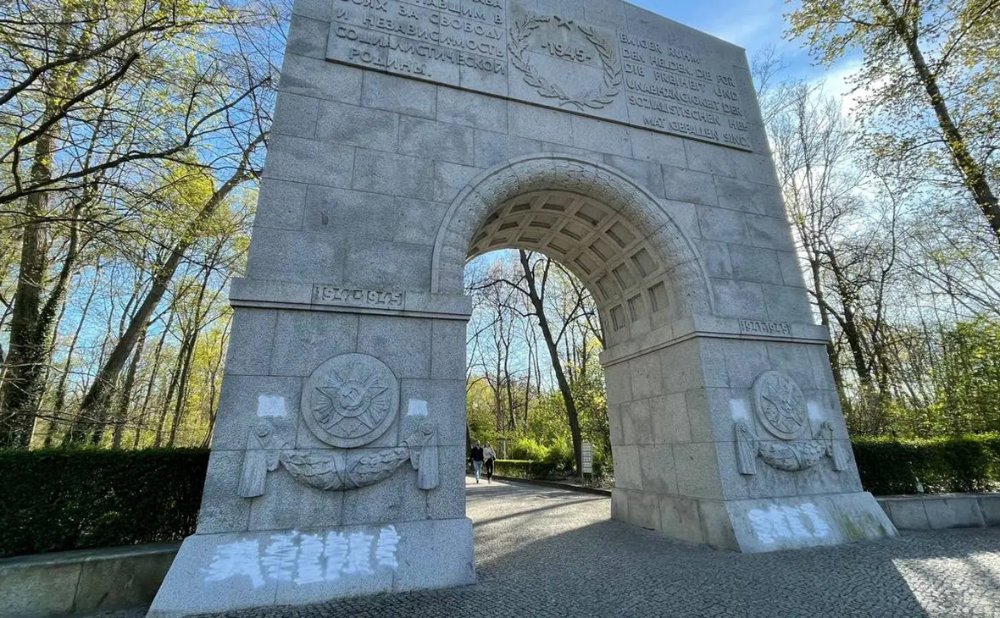 БОЯХ ЗА СВОБОДУ
И НЕЗАВИСИМОСТЬ
СОЦИАЛИСТИЧЕСКОЙ
РОДИНЫ.
-1945-
EWIGER RUHM
DEN HELDEN, DIE FÜR
DIE FREIHEIT UND
UNABHÄNGIGKEIT DER
SOZIALISTISCHEN HEI-
MAT GEFALLEN SIND
1941-1945
1941-1945